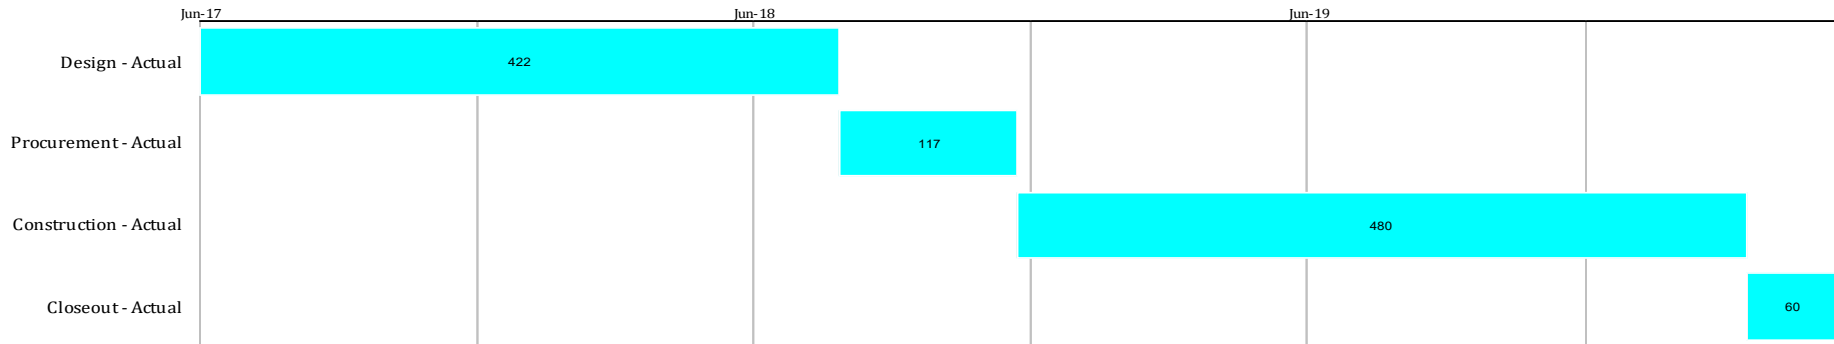 Jun-17 Jun-18 Jun-19
Design - Actual 422
Procurement - Actual 117
Construction - Actual 480
Closeout - Actual 60